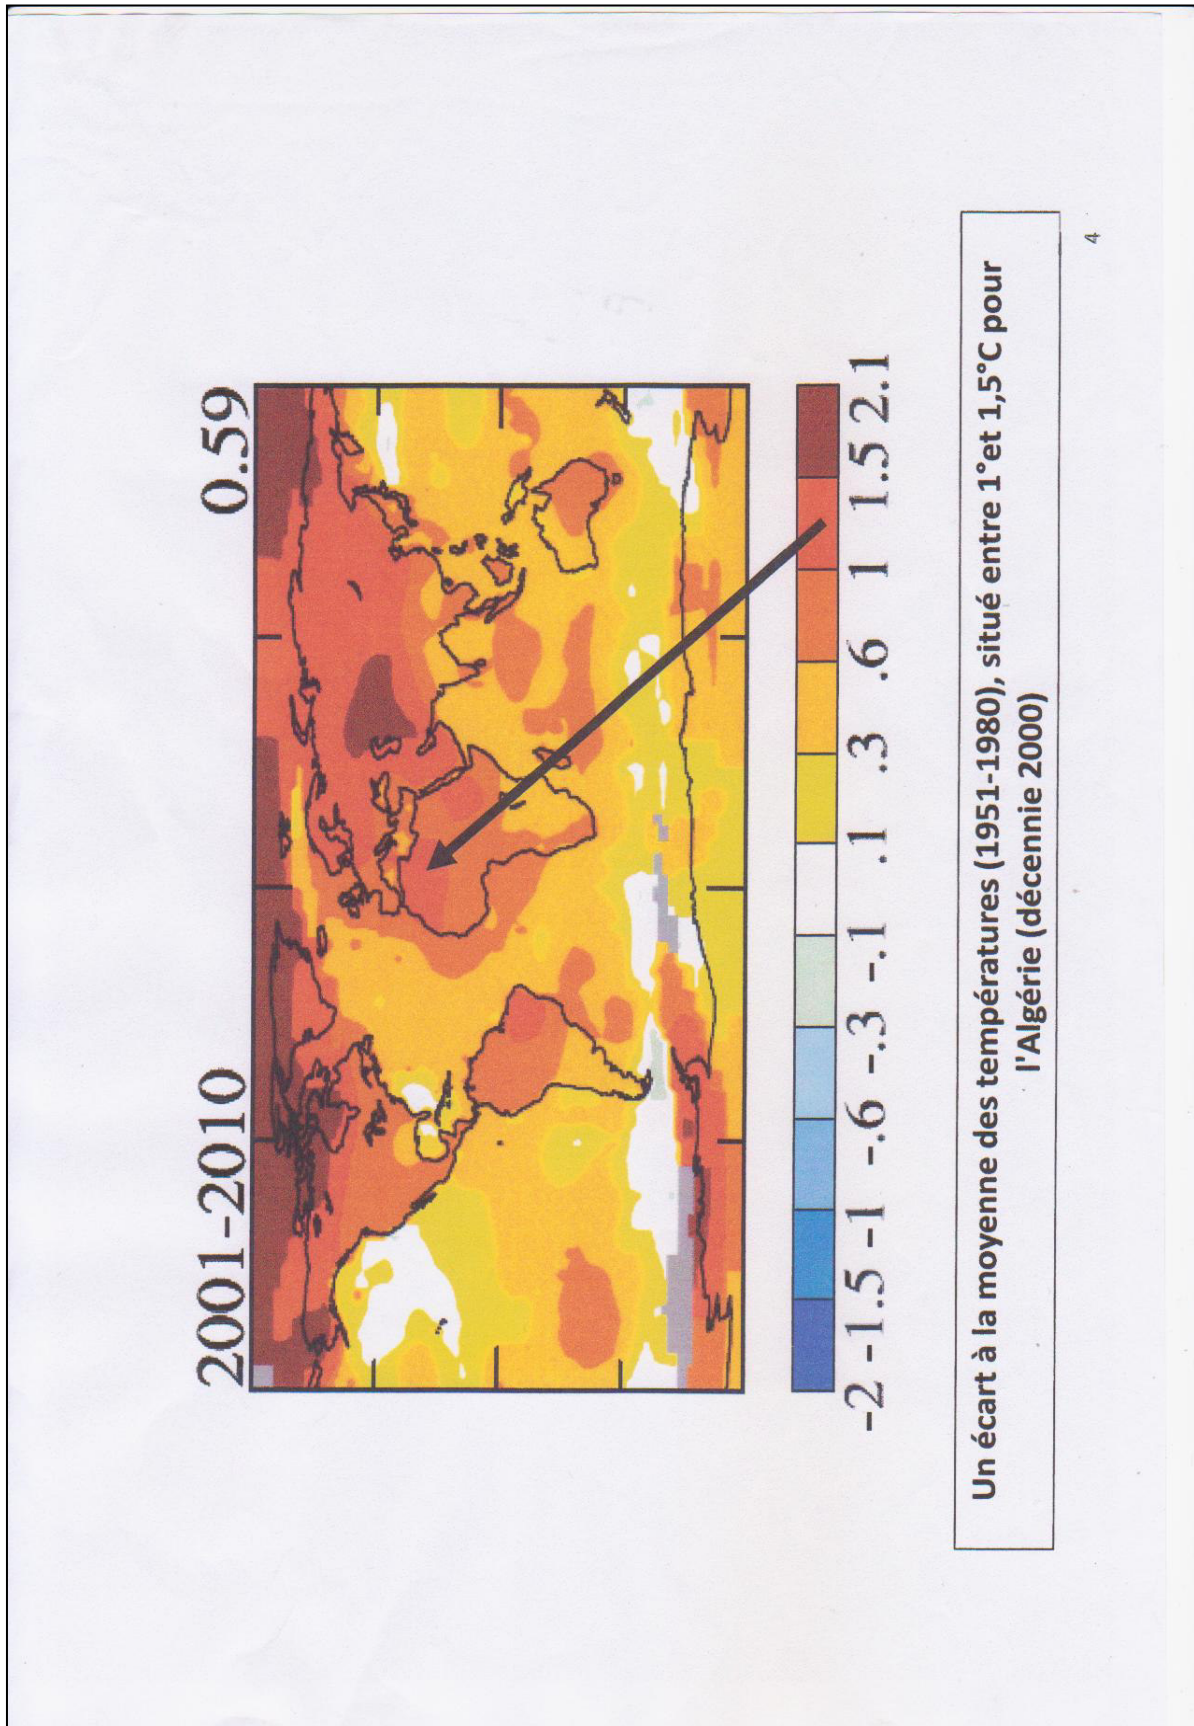 2001-2010 0.59
-2 -1.5 -1 -.6 -.3 -.1 .1 .3 .6 1 1.5 2.1
Un écart à la moyenne des températures (1951-1980), situé entre 1°et 1,5°C pour
l'Algérie (décennie 2000)
4